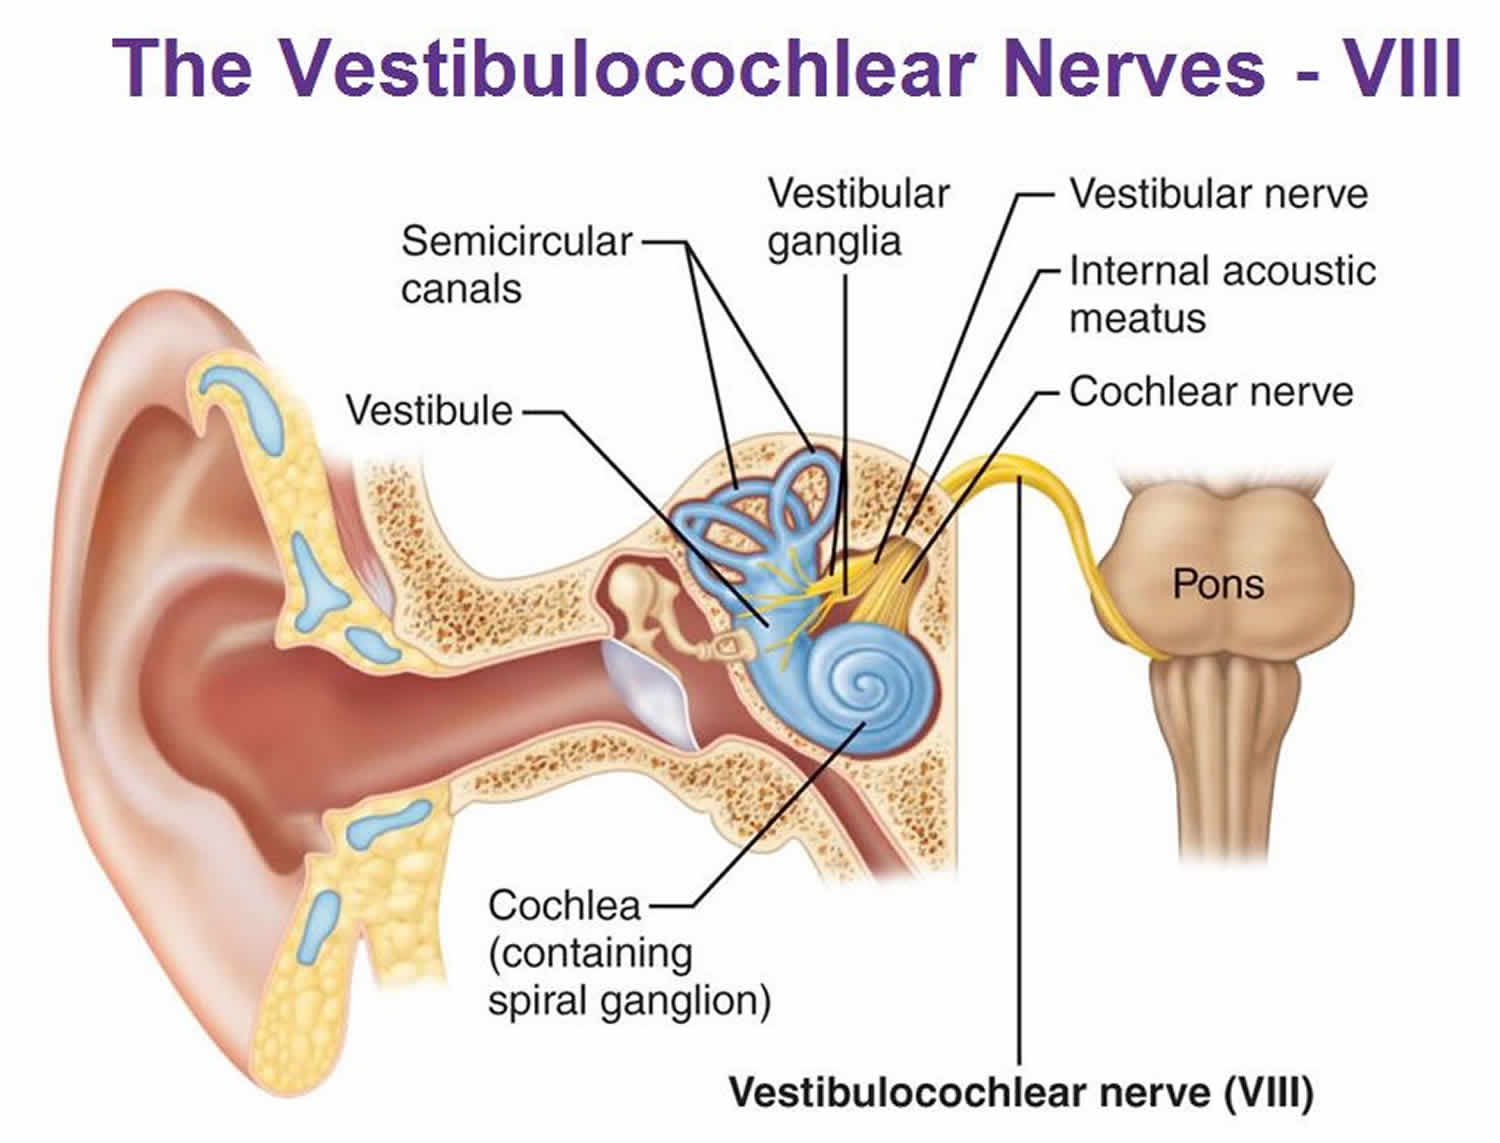 The Vestibulocochlear Nerves - VIII
Vestibular
ganglia
Vestibular nerve
Semicircular
canals
Internal acoustic
meatus
Vestibule
Cochlear nerve
Pons
Cochlea
(containing
spiral ganglion)
Vestibulocochlear nerve (VIII)